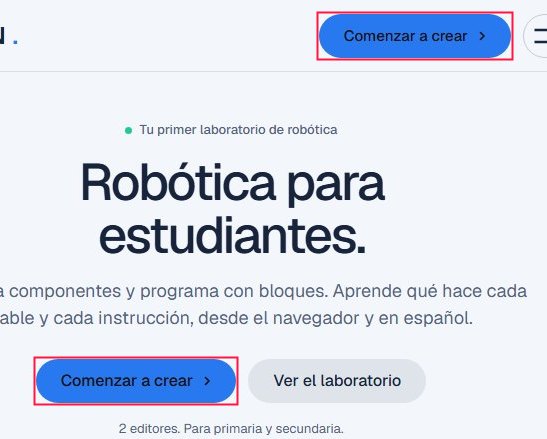 Comenzar a crear
Tu primer laboratorio de robótica
Robótica para
estudiantes.
a componentes y programa con bloques. Aprende qué hace cada
able y cada instrucción, desde el navegador y en español.
Comenzar a crear
Ver el laboratorio
2 editores. Para primaria y secundaria.